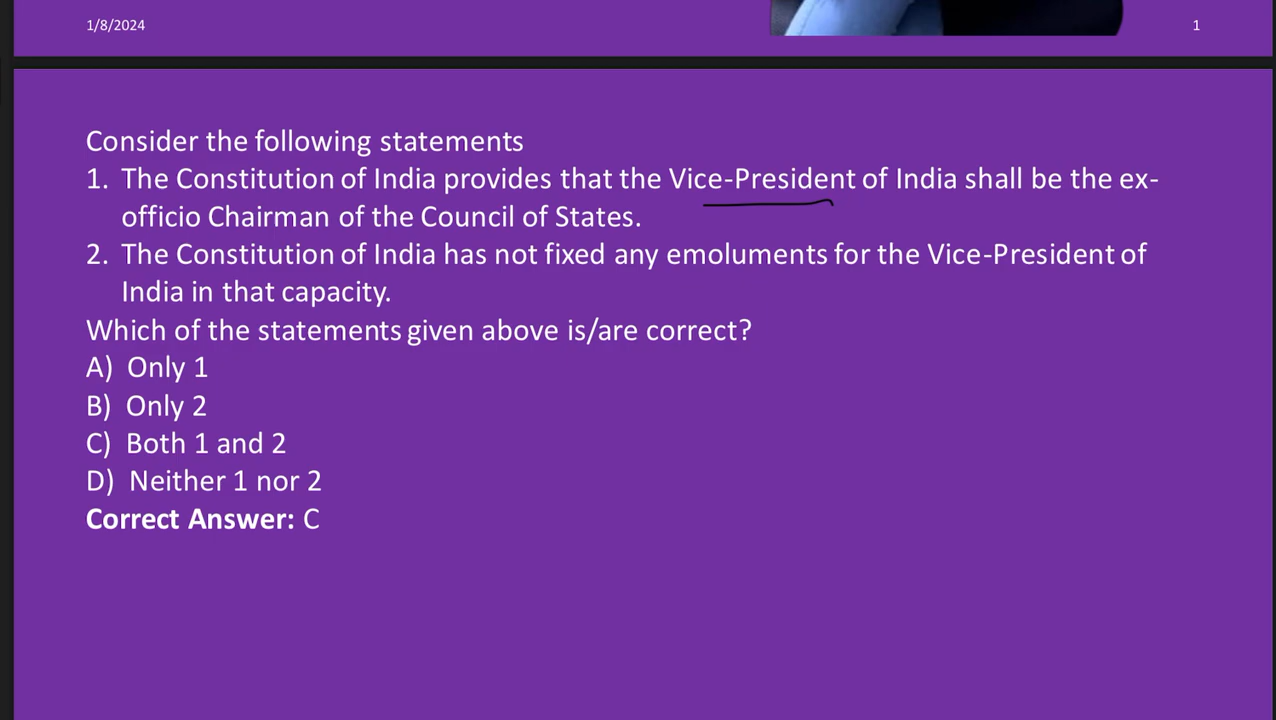 1/8/2024
1
Consider the following statements
1. The Constitution of India provides that the Vice-President of India shall be the ex-
officio Chairman of the Council of States.
2. The Constitution of India has not fixed any emoluments for the Vice-President of
India in that capacity.
Which of the statements given above is/are correct?
A) Only 1
B) Only 2
C) Both 1 and 2
D) Neither 1 nor 2
Correct Answer: C